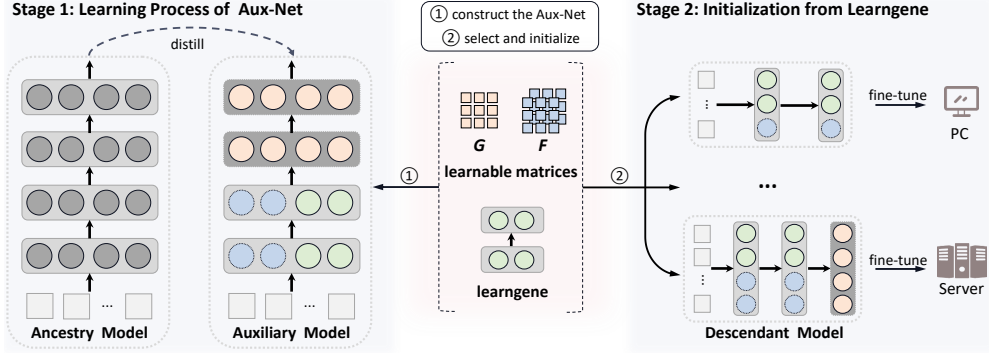 Stage 1: Learning Process of Aux-Net
distill
...
Ancestry Model
...
Auxiliary Model
① construct the Aux-Net
② select and initialize
G
F
learnable matrices
①
②
learngene
Stage 2: Initialization from Learngene
⋮
fine-tune
PC
...
⋮
fine-tune
Server
Descendant Model